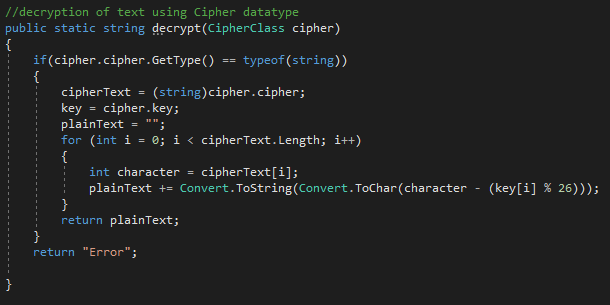 //decryption of text using Cipher datatype
public static string decrypt(CipherClass cipher)
{
    if(cipher.cipher.GetType() == typeof(string))
    {
        cipherText = (string)cipher.cipher;
        key = cipher.key;
        plainText = "";
        for (int i = 0; i < cipherText.Length; i++)
        {
            int character = cipherText[i];
            plainText += Convert.ToString(Convert.ToChar(character - (key[i] % 26)));
        }
        return plainText;
    }
    return "Error";
}